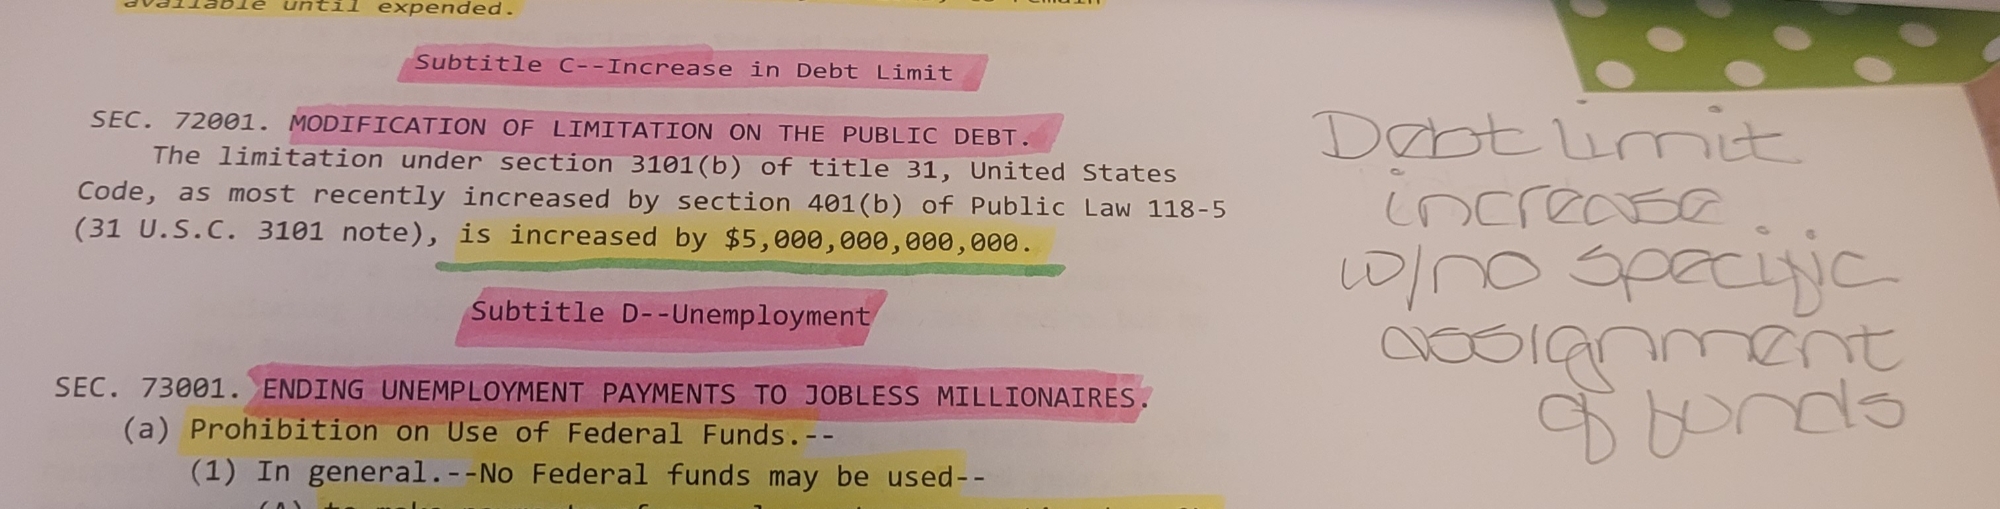 available until expended.
Subtitle C--Increase in Debt Limit
SEC. 72001. MODIFICATION OF LIMITATION ON THE PUBLIC DEBT.
The limitation under section 3101(b) of title 31, United States
Code, as most recently increased by section 401(b) of Public Law 118-5
(31 U.S.C. 3101 note), is increased by $5,000,000,000,000.
Subtitle D--Unemployment
SEC. 73001. ENDING UNEMPLOYMENT PAYMENTS TO JOBLESS MILLIONAIRES.
(a) Prohibition on Use of Federal Funds.--
(1) In general.--No Federal funds may be used--
Debt limit
increase
w/no specific
assignment
of funds